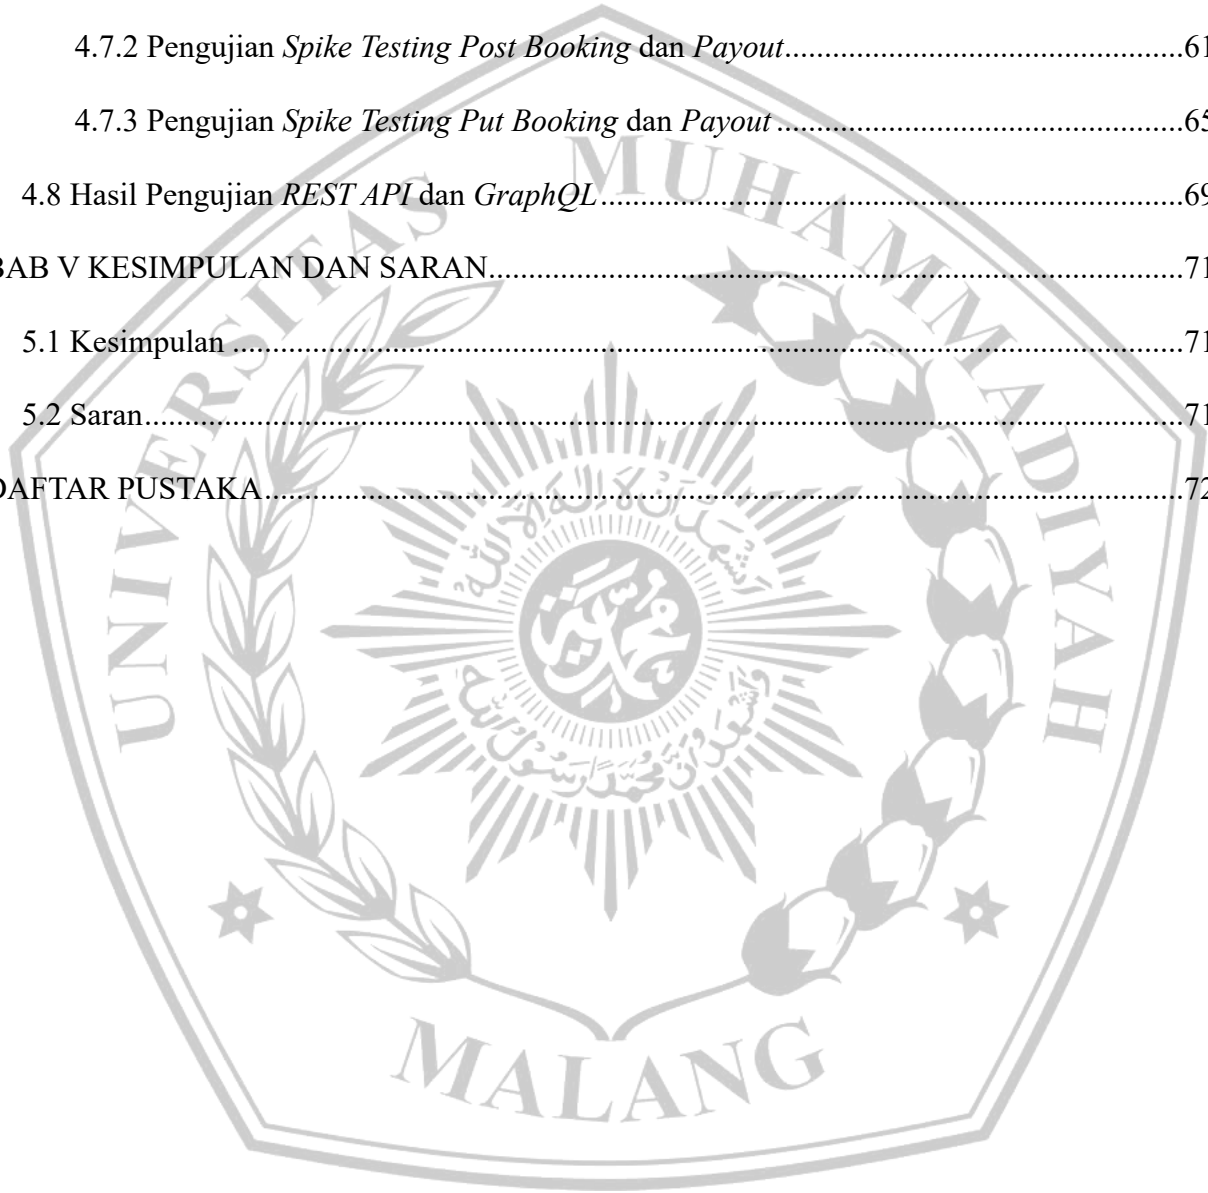 4.7.2 Pengujian Spike Testing Post Booking dan Payout..................................................61
4.7.3 Pengujian Spike Testing Put Booking dan Payout ...................................................65
4.8 Hasil Pengujian REST API dan GraphQL.........................................................................69
BAB V KESIMPULAN DAN SARAN......................................................................................71
5.1 Kesimpulan .......................................................................................................................71
5.2 Saran..................................................................................................................................71
DAFTAR PUSTAKA...................................................................................................................72
UNIVERSITAS MUHAMMADIYAH
MALANG